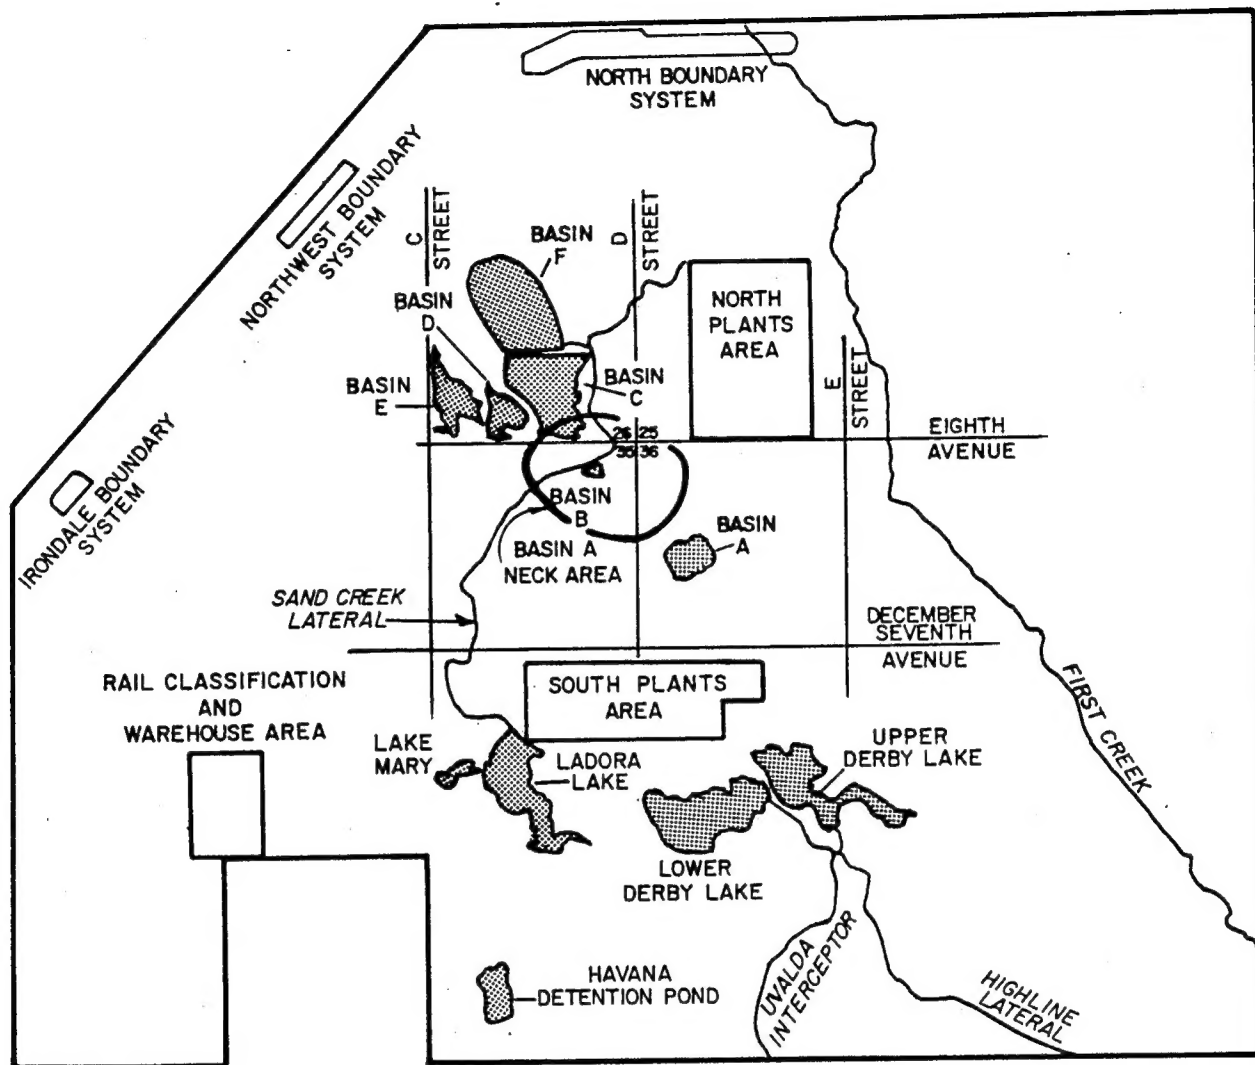 NORTH BOUNDARY
SYSTEM
NORTHWEST BOUNDARY
SYSTEM
C
STREET
BASIN
F
D
STREET
BASIN
D
NORTH
PLANTS
AREA
BASIN
E
BASIN
C
E
STREET
IRONDALE BOUNDARY
SYSTEM
26 25
35 36
EIGHTH
AVENUE
BASIN
B
BASIN A
NECK AREA
BASIN
A
SAND CREEK
LATERAL
DECEMBER
SEVENTH
AVENUE
RAIL CLASSIFICATION
AND
WAREHOUSE AREA
SOUTH PLANTS
AREA
FIRST CREEK
LAKE
MARY
LADORA
LAKE
UPPER
DERBY LAKE
LOWER
DERBY LAKE
HAVANA
DETENTION POND
UVALDA
INTERCEPTOR
HIGHLINE
LATERAL